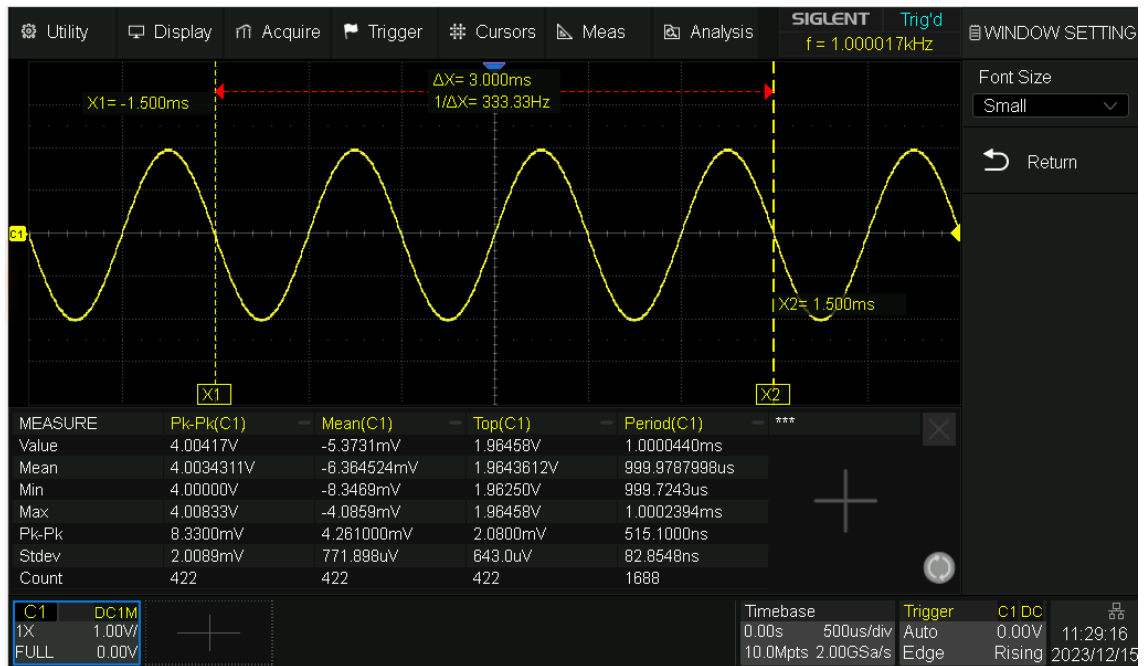 Utility Display Acquire Trigger Cursors Meas Analysis SIGLENT Trig'd
f = 1.000017kHz
WINDOW SETTING
Font Size
Small
Return
ΔX= 3.000ms
1/ΔX= 333.33Hz
X1= -1.500ms
C1
X2= 1.500ms
X1 X2
MEASURE Pk-Pk(C1) Mean(C1) Top(C1) Period(C1) ***
Value 4.00417V -5.3731mV 1.96458V 1.0000440ms
Mean 4.0034311V -6.364524mV 1.9643612V 999.9787998us
Min 4.00000V -8.3469mV 1.96250V 999.7243us
Max 4.00833V -4.0859mV 1.96458V 1.0002394ms
Pk-Pk 8.3300mV 4.261000mV 2.0800mV 515.1000ns
Stdev 2.0089mV 771.898uV 643.0uV 82.8548ns
Count 422 422 422 1688
C1 DC1M
1X 1.00V/
FULL 0.00V
Timebase
0.00s 500us/div
10.0Mpts 2.00GSa/s
Trigger C1 DC
Auto 0.00V
Edge Rising
11:29:16
2023/12/15